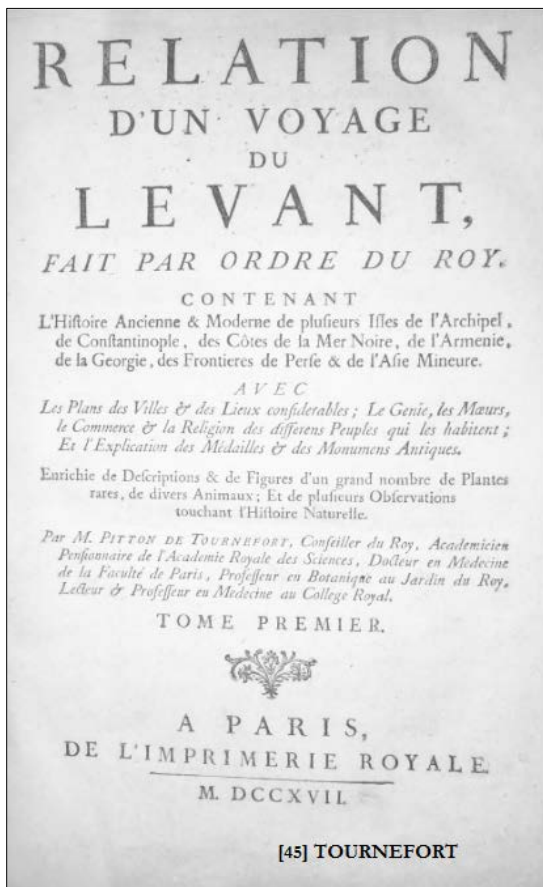 RELATION
D'UN VOYAGE
DU
LEVANT,
FAIT PAR ORDRE DU ROY.
CONTENANT
L'Hiſtoire Ancienne & Moderne de pluſieurs Iſles de l'Archipel,
de Conſtantinople, des Côtes de la Mer Noire, de l'Armenie,
de la Georgie, des Frontieres de Perſe & de l'Aſie Mineure.
AVEC
Les Plans des Villes & des Lieux conſiderables; Le Genie, les Mœurs,
le Commerce & la Religion des differens Peuples qui les habitent;
Et l'Explication des Médailles & des Monumens Antiques.
Enrichie de Deſcriptions & de Figures d'un grand nombre de Plantes
rares, de divers Animaux; Et de pluſieurs Obſervations
touchant l'Hiſtoire Naturelle.
Par M. PITTON DE TOURNEFORT, Conſeiller du Roy, Academicien
Penſionnaire de l'Academie Royale des Sciences, Docteur en Medecine
de la Faculté de Paris, Profeſſeur en Botanique au Jardin du Roy,
Lecteur & Profeſſeur en Medecine au College Royal.
TOME PREMIER.
A PARIS,
DE L'IMPRIMERIE ROYALE.
M. DCCXVII.
[45] TOURNEFORT